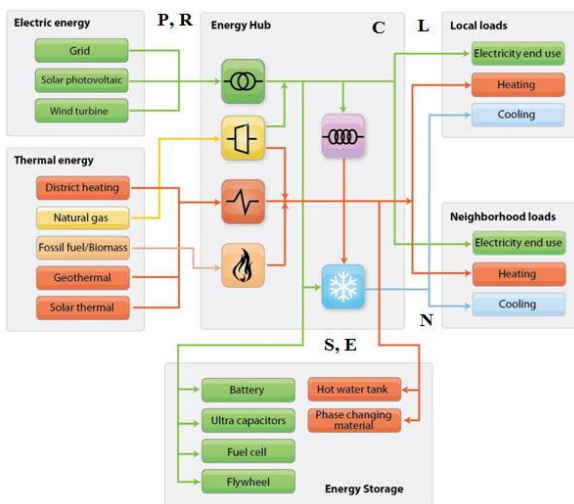 Electric energy
Grid
Solar photovoltaic
Wind turbine
P, R
Energy Hub
C
L
Local loads
Electricity end use
Heating
Cooling
Thermal energy
District heating
Natural gas
Fossil fuel/Biomass
Geothermal
Solar thermal
Neighborhood loads
Electricity end use
Heating
Cooling
N
S, E
Battery
Ultra capacitors
Fuel cell
Flywheel
Hot water tank
Phase changing
material
Energy Storage